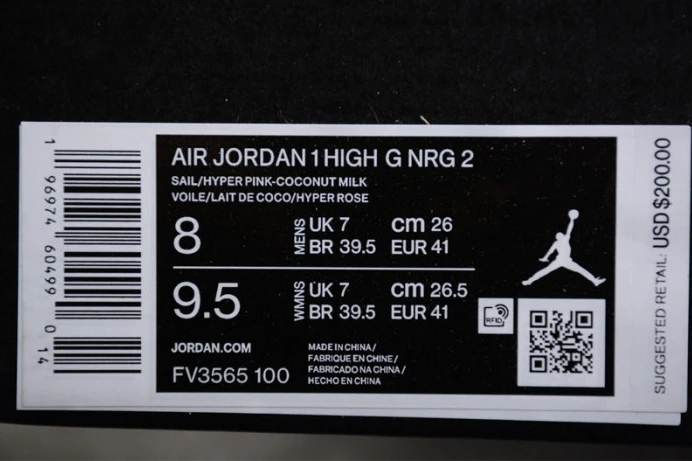 1 96974 60499 0 14
AIR JORDAN 1 HIGH G NRG 2
SAIL/HYPER PINK-COCONUT MILK
VOILE/LAIT DE COCO/HYPER ROSE
8 MENS UK 7 cm 26
BR 39.5 EUR 41
9.5 WMNS UK 7 cm 26.5
BR 39.5 EUR 41
JORDAN.COM
FV3565 100
MADE IN CHINA/
FABRIQUE EN CHINE/
FABRICADO NA CHINA/
HECHO EN CHINA
RFID
SUGGESTED RETAIL: USD $200.00